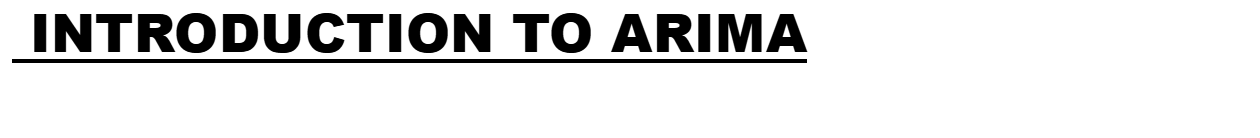 INTRODUCTION TO ARIMA